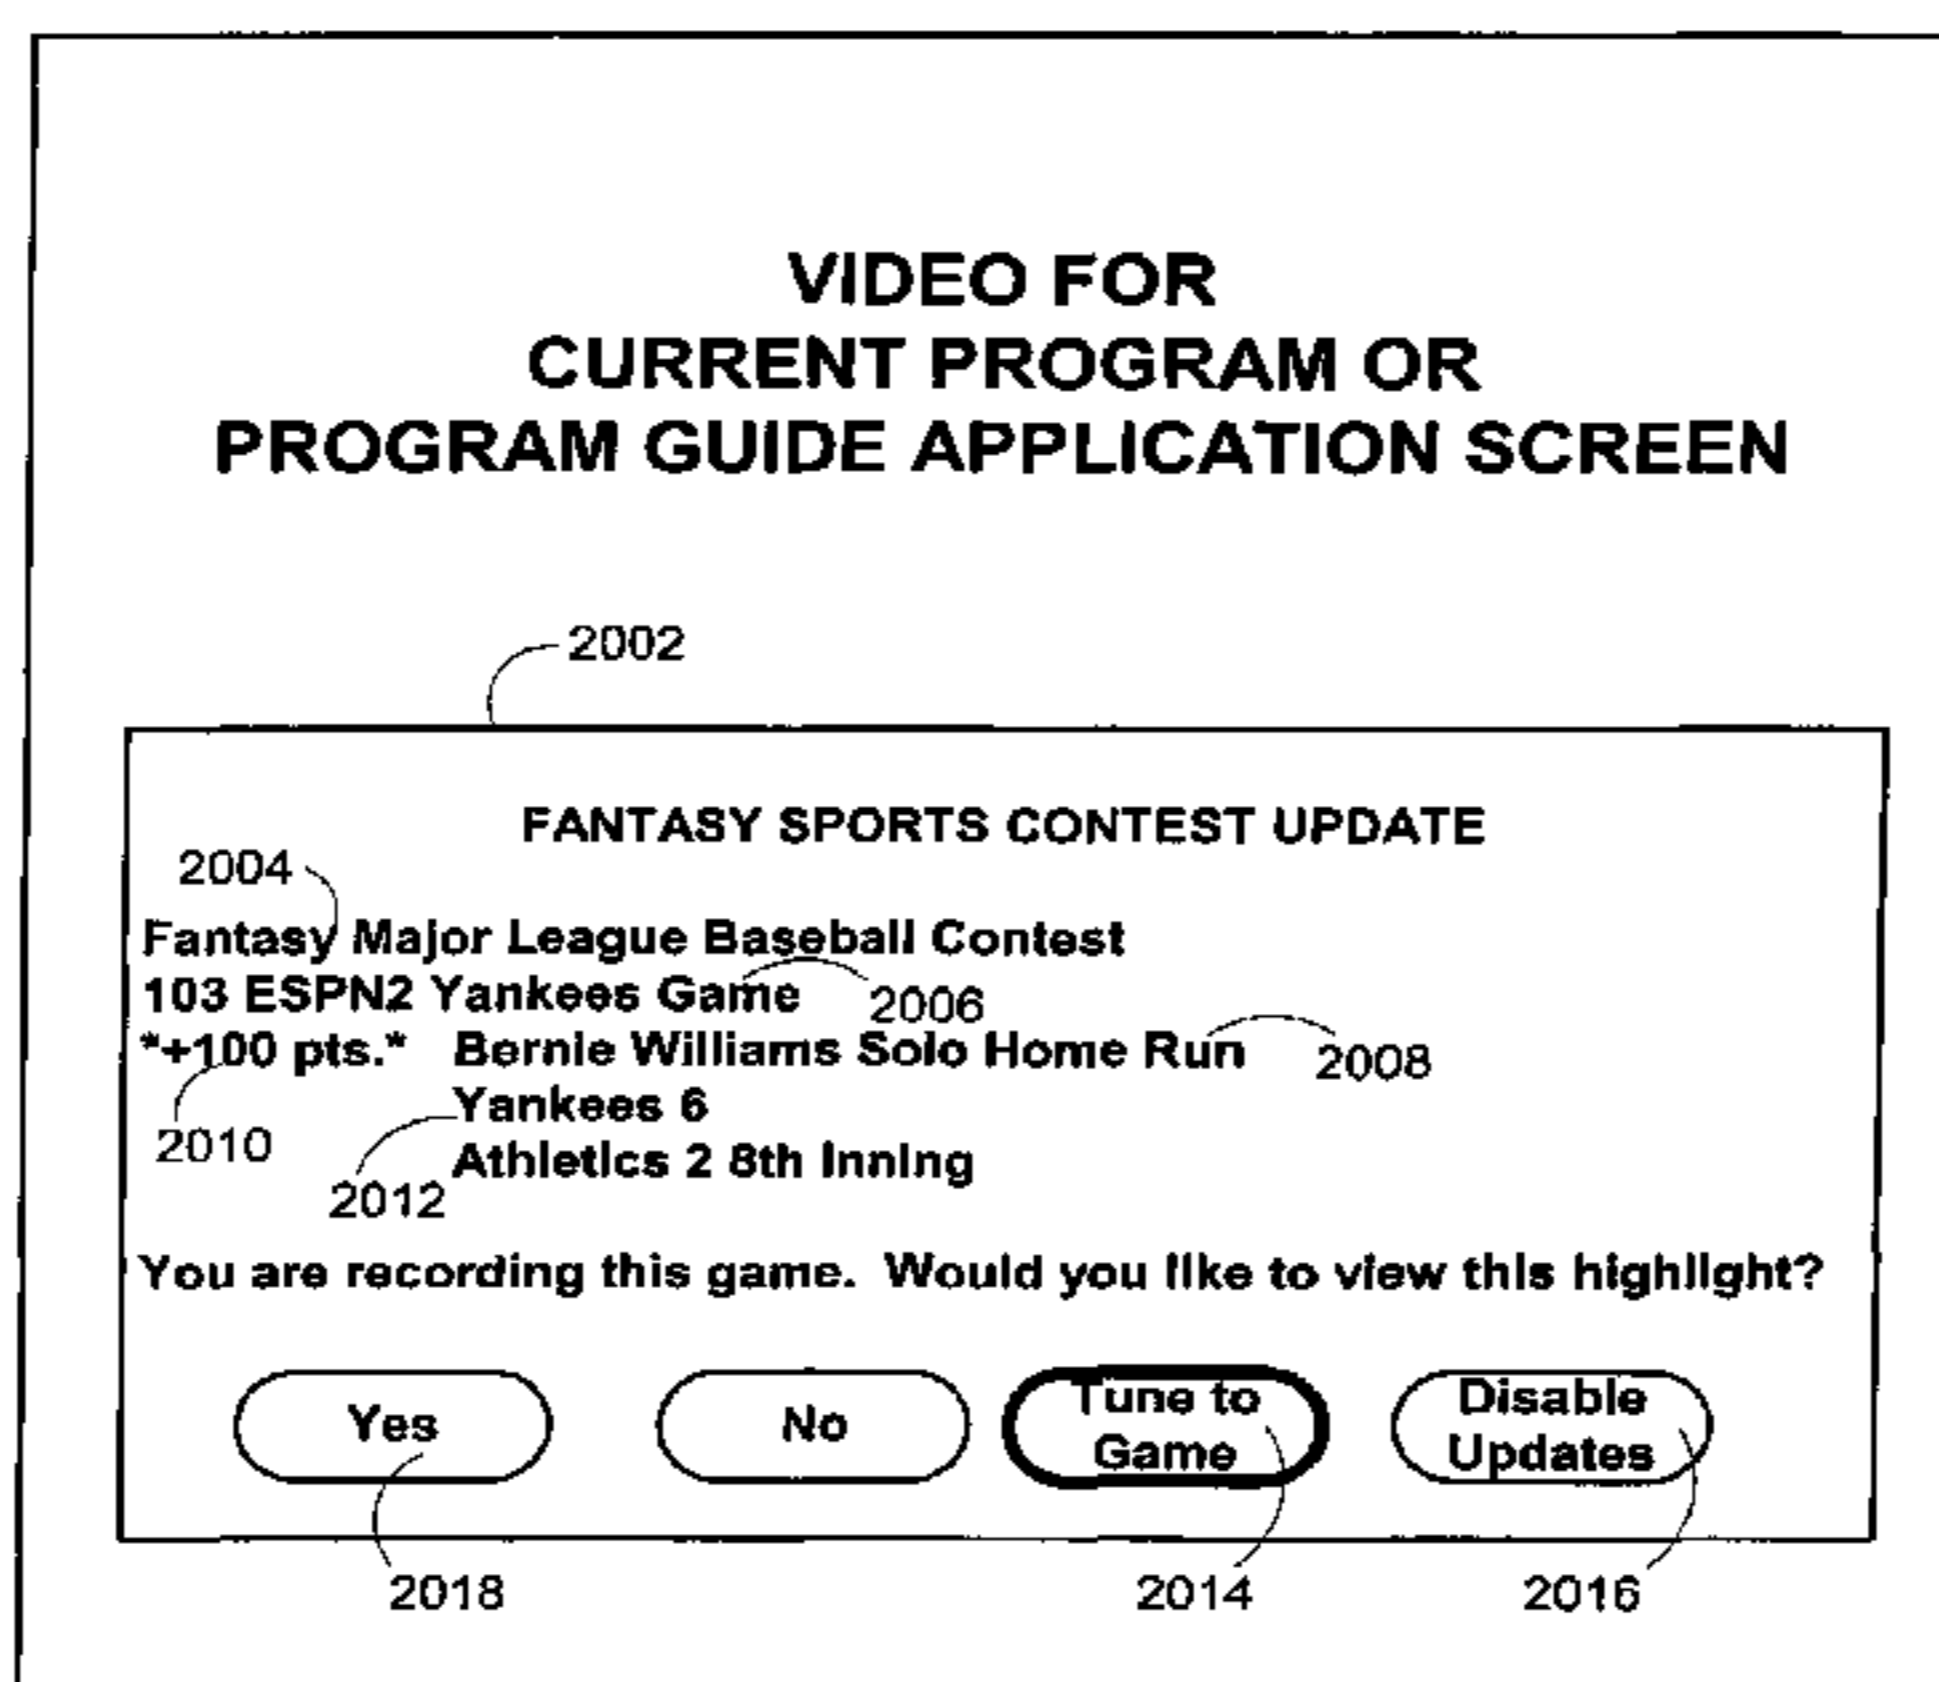 VIDEO FOR
CURRENT PROGRAM OR
PROGRAM GUIDE APPLICATION SCREEN
2002
FANTASY SPORTS CONTEST UPDATE
2004
Fantasy Major League Baseball Contest
103 ESPN2 Yankees Game
2006
*+100 pts.* Bernie Williams Solo Home Run
2008
Yankees 6
2010
Athletics 2 8th Inning
2012
You are recording this game. Would you like to view this highlight?
Yes
No
Tune to
Game
Disable
Updates
2018
2014
2016